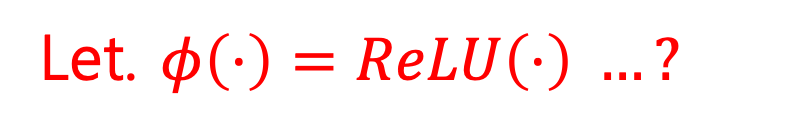 Let. 𝜙(∙) = 𝑅𝑒𝐿𝑈(∙) …?